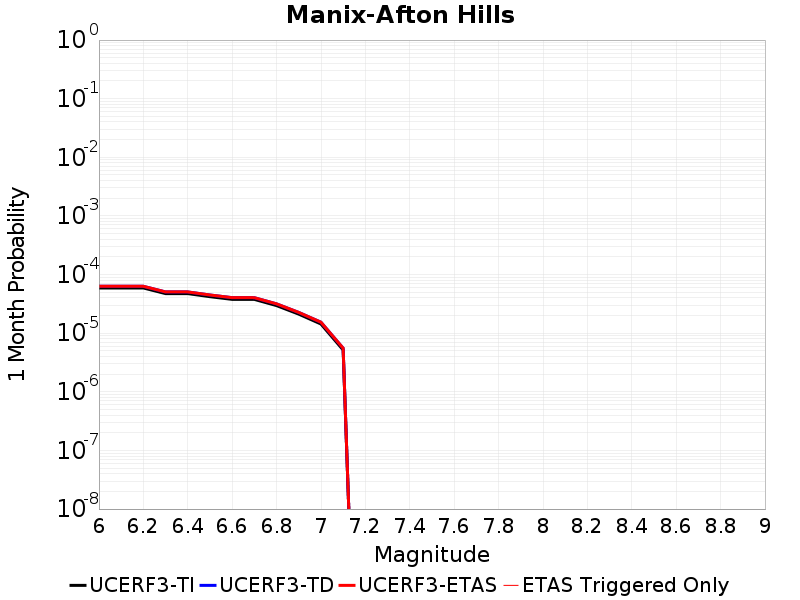 Manix-Afton Hills
1 Month Probability
10^0
10^-1
10^-2
10^-3
10^-4
10^-5
10^-6
10^-7
10^-8
6 6.2 6.4 6.6 6.8 7 7.2 7.4 7.6 7.8 8 8.2 8.4 8.6 8.8 9
Magnitude
UCERF3-TI UCERF3-TD UCERF3-ETAS ETAS Triggered Only